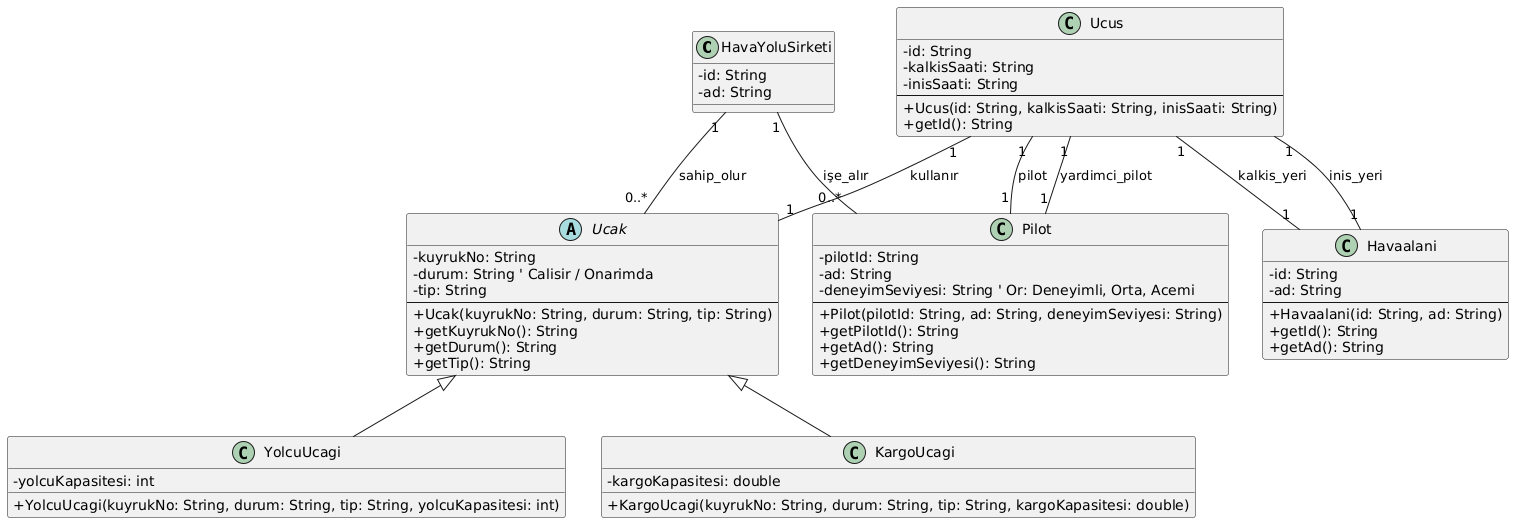 C HavaYoluSirketi
-id: String
-ad: String
C Ucus
-id: String
-kalkisSaati: String
-inisSaati: String
+Ucus(id: String, kalkisSaati: String, inisSaati: String)
+getId(): String
1
1
1
1
1
1
1
sahip_olur
işe_alır
kullanır
pilot
yardimci_pilot
kalkis_yeri
inis_yeri
0..*
1
0..*
1
1
1
1
A Ucak
-kuyrukNo: String
-durum: String ' Calisir / Onarimda
-tip: String
+Ucak(kuyrukNo: String, durum: String, tip: String)
+getKuyrukNo(): String
+getDurum(): String
+getTip(): String
C Pilot
-pilotId: String
-ad: String
-deneyimSeviyesi: String ' Or: Deneyimli, Orta, Acemi
+Pilot(pilotId: String, ad: String, deneyimSeviyesi: String)
+getPilotId(): String
+getAd(): String
+getDeneyimSeviyesi(): String
C Havaalani
-id: String
-ad: String
+Havaalani(id: String, ad: String)
+getId(): String
+getAd(): String
C YolcuUcagi
-yolcuKapasitesi: int
+YolcuUcagi(kuyrukNo: String, durum: String, tip: String, yolcuKapasitesi: int)
C KargoUcagi
-kargoKapasitesi: double
+KargoUcagi(kuyrukNo: String, durum: String, tip: String, kargoKapasitesi: double)